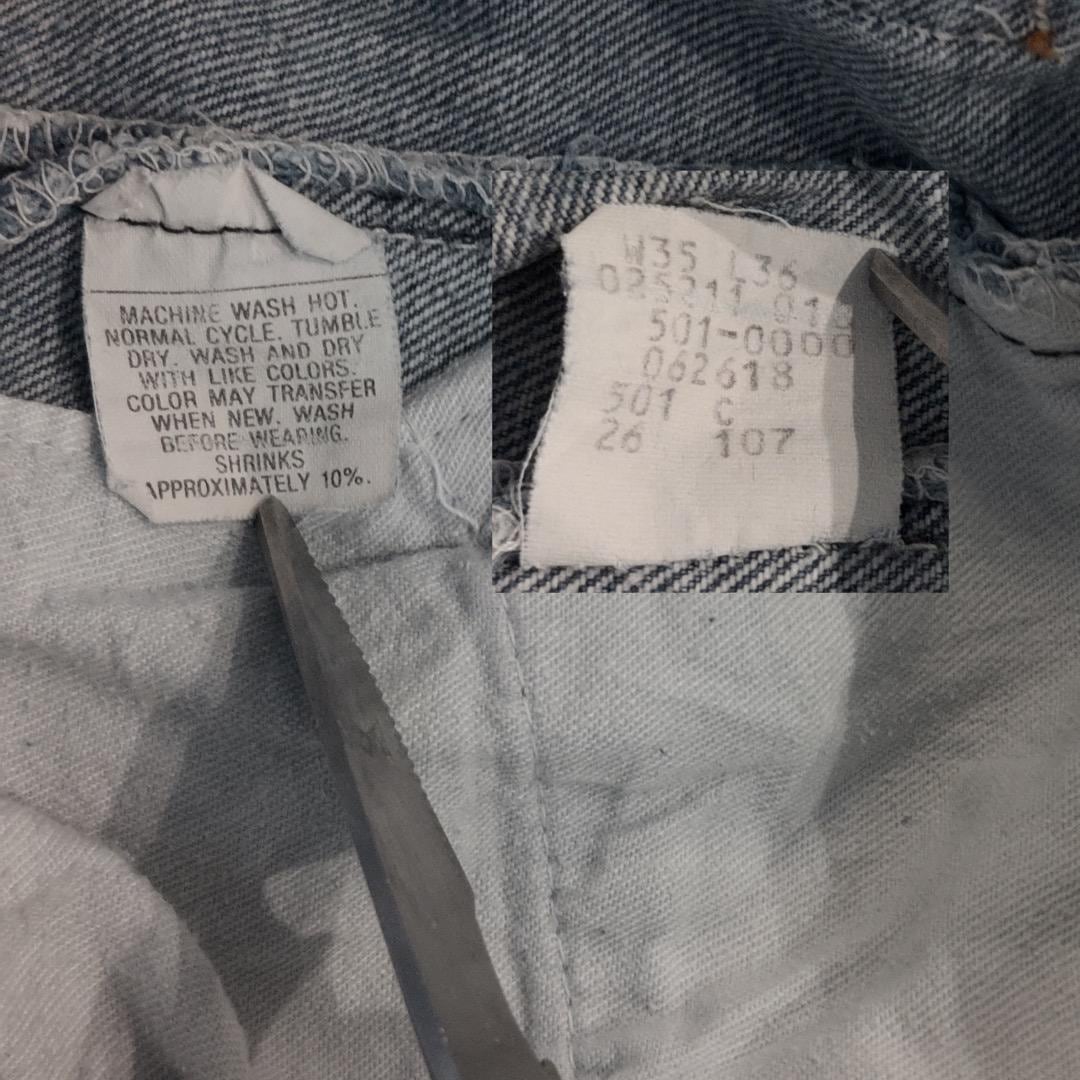 MACHINE WASH HOT.
NORMAL CYCLE. TUMBLE
DRY. WASH AND DRY
WITH LIKE COLORS.
COLOR MAY TRANSFER
WHEN NEW. WASH
BEFORE WEARING.
SHRINKS
APPROXIMATELY 10%.
W35 L36
501-0000
062618
501 C
26 107